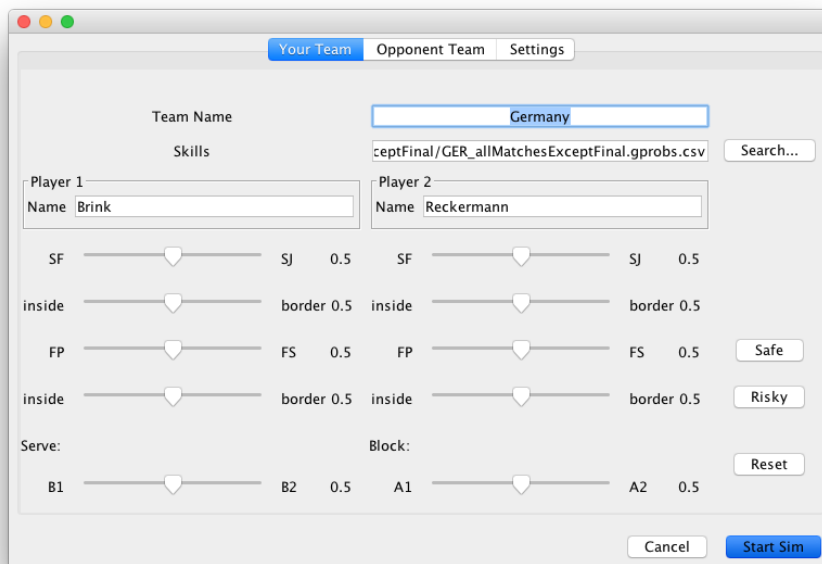 Your Team Opponent Team Settings
Team Name Germany
Skills ceptFinal/GER_allMatchesExceptFinal.gprobs.csv Search...
Player 1 Player 2
Name Brink Name Reckermann
SF SJ 0.5 SF SJ 0.5
inside border 0.5 inside border 0.5
FP FS 0.5 FP FS 0.5 Safe
inside border 0.5 inside border 0.5 Risky
Serve: Block:
Reset
B1 B2 0.5 A1 A2 0.5
Cancel Start Sim